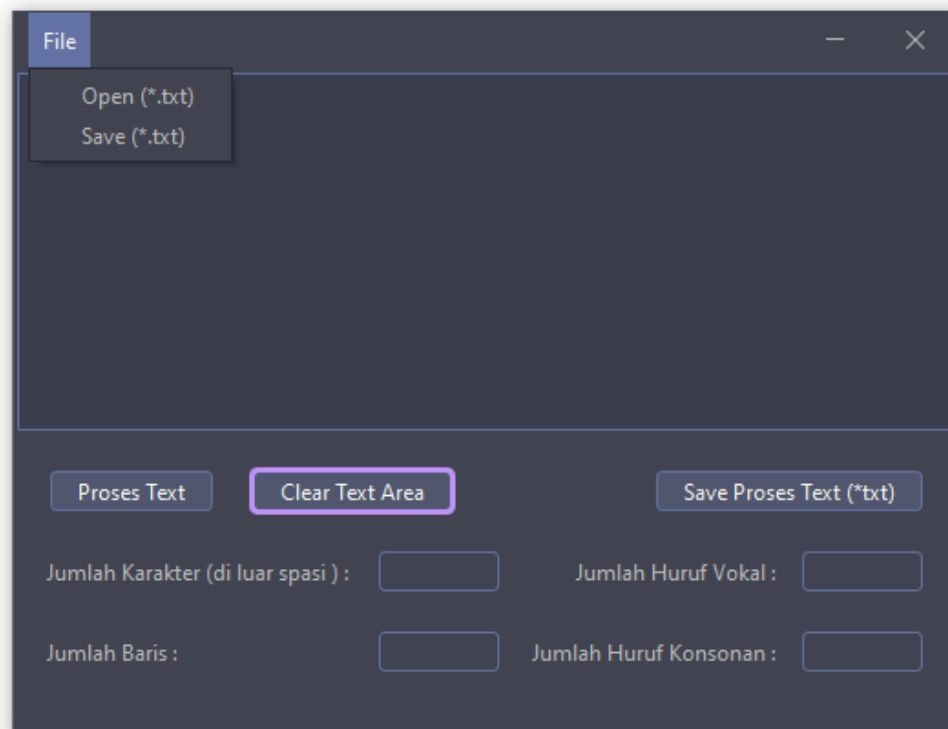 File
Open (*.txt)
Save (*.txt)
Proses Text
Clear Text Area
Save Proses Text (*txt)
Jumlah Karakter (di luar spasi ) :
Jumlah Huruf Vokal :
Jumlah Baris :
Jumlah Huruf Konsonan :